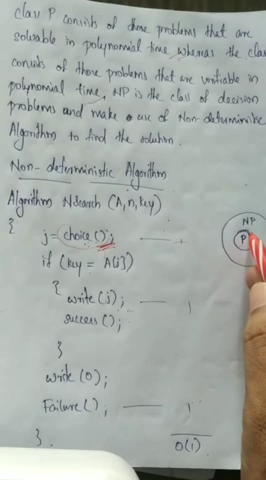 class P consists of those problems that are
solvable in polynomial time whereas the class
consists of those problems that are verifiable in
polynomial time, NP is the class of decision
problems and make a use of Non-deterministic
Algorithm to find the solution.
Non-deterministic Algorithm
Algorithm NSearch (A, n, key)
{
j = choice();
if (key = A[j])
{
write (j); — 1
success();
}
write (0);
Failure(); — 1
}. O(1)
NP
P